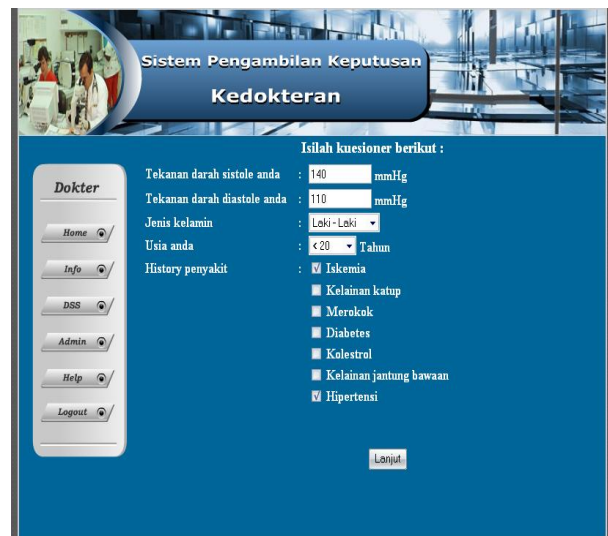 Sistem Pengambilan Keputusan
Kedokteran
Isilah kuesioner berikut :
Dokter
Home
Info
DSS
Admin
Help
Logout
Tekanan darah sistole anda : 140 mmHg
Tekanan darah diastole anda : 110 mmHg
Jenis kelamin : Laki - Laki
Usia anda : < 20 Tahun
History penyakit : Iskemia
Kelainan katup
Merokok
Diabetes
Kolestrol
Kelainan jantung bawaan
Hipertensi
Lanjut